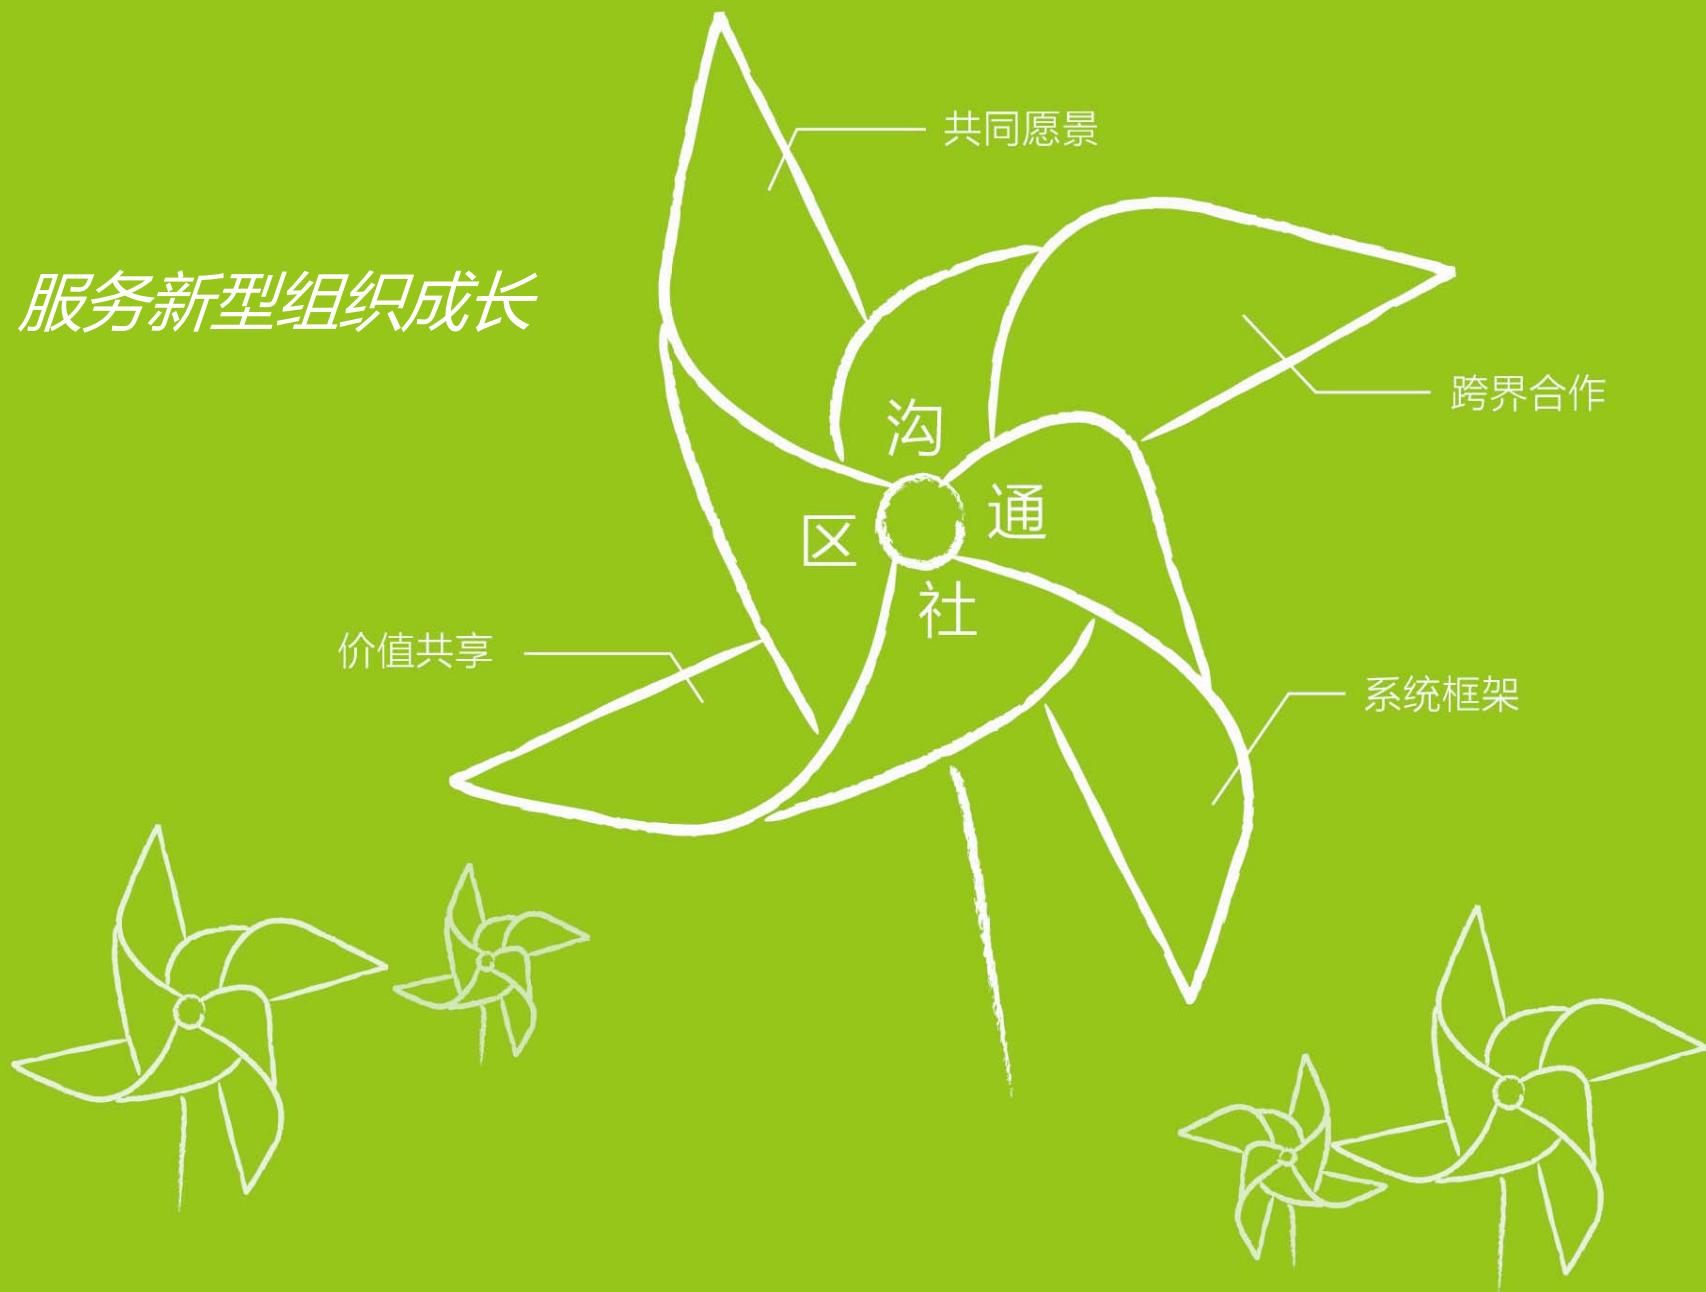 共同愿景
服务新型组织成长
跨界合作
沟
通
区
社
价值共享
系统框架